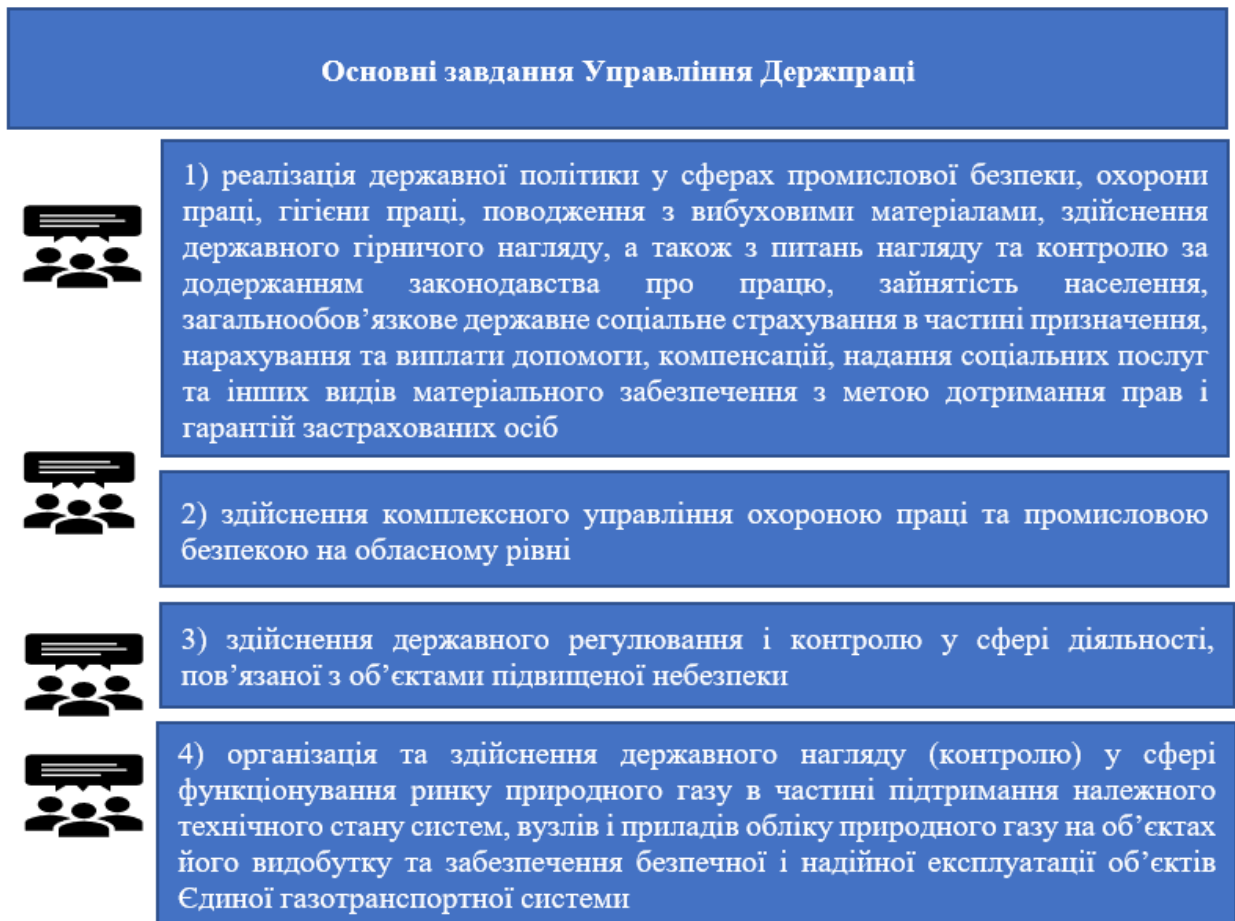 Основні завдання Управління Держпраці
1) реалізація державної політики у сферах промислової безпеки, охорони
праці, гігієни праці, поводження з вибуховими матеріалами, здійснення
державного гірничого нагляду, а також з питань нагляду та контролю за
додержанням законодавства про працю, зайнятість населення,
загальнообов’язкове державне соціальне страхування в частині призначення,
нарахування та виплати допомоги, компенсацій, надання соціальних послуг
та інших видів матеріального забезпечення з метою дотримання прав і
гарантій застрахованих осіб
2) здійснення комплексного управління охороною праці та промисловою
безпекою на обласному рівні
3) здійснення державного регулювання і контролю у сфері діяльності,
пов’язаної з об’єктами підвищеної небезпеки
4) організація та здійснення державного нагляду (контролю) у сфері
функціонування ринку природного газу в частині підтримання належного
технічного стану систем, вузлів і приладів обліку природного газу на об’єктах
його видобутку та забезпечення безпечної і надійної експлуатації об’єктів
Єдиної газотранспортної системи